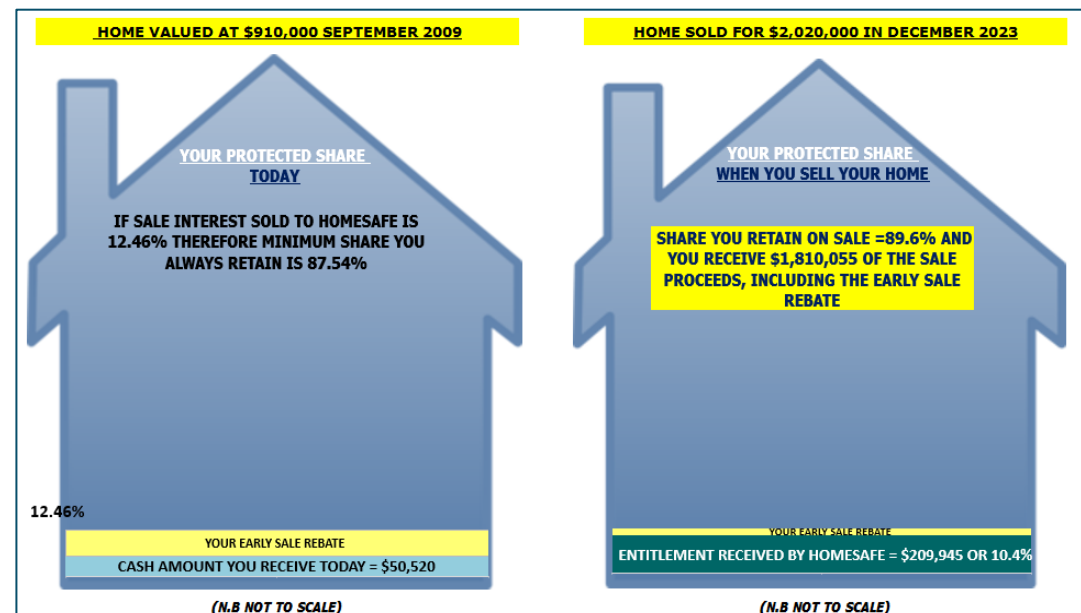 HOME VALUED AT $910,000 SEPTEMBER 2009
YOUR PROTECTED SHARE
TODAY
IF SALE INTEREST SOLD TO HOMESAFE IS
12.46% THEREFORE MINIMUM SHARE YOU
ALWAYS RETAIN IS 87.54%
12.46%
YOUR EARLY SALE REBATE
CASH AMOUNT YOU RECEIVE TODAY = $50,520
(N.B NOT TO SCALE)
HOME SOLD FOR $2,020,000 IN DECEMBER 2023
YOUR PROTECTED SHARE
WHEN YOU SELL YOUR HOME
SHARE YOU RETAIN ON SALE =89.6% AND
YOU RECEIVE $1,810,055 OF THE SALE
PROCEEDS, INCLUDING THE EARLY SALE
REBATE
YOUR EARLY SALE REBATE
ENTITLEMENT RECEIVED BY HOMESAFE = $209,945 OR 10.4%
(N.B NOT TO SCALE)